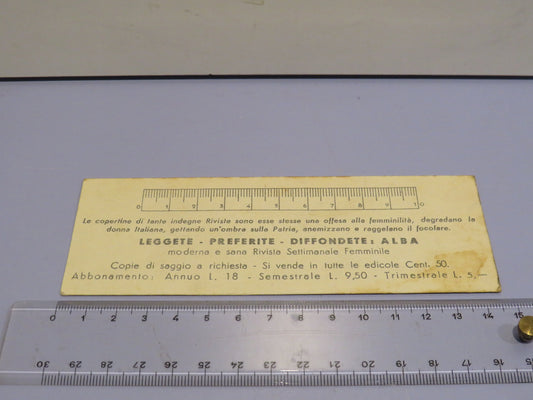 0 1 2 3 4 5 6 7 8 9 10
Le copertine di tante indegne Riviste sono esse stesse una offesa alla femminilità, degradano la
donna Italiana, gettando un'ombra sulla Patria, anemizzano e raggelano il focolare.
LEGGETE - PREFERITE - DIFFONDETE: ALBA
moderna e sana Rivista Settimanale Femminile
Copie di saggio a richiesta - Si vende in tutte le edicole Cent. 50.
Abbonamento: Annuo L. 18 - Semestrale L. 9,50 - Trimestrale L. 5,—
0 1 2 3 4 5 6 7 8 9 10 11 12 13 14 15
30 29 28 27 26 25 24 23 22 21 20 19 18 17 16 15